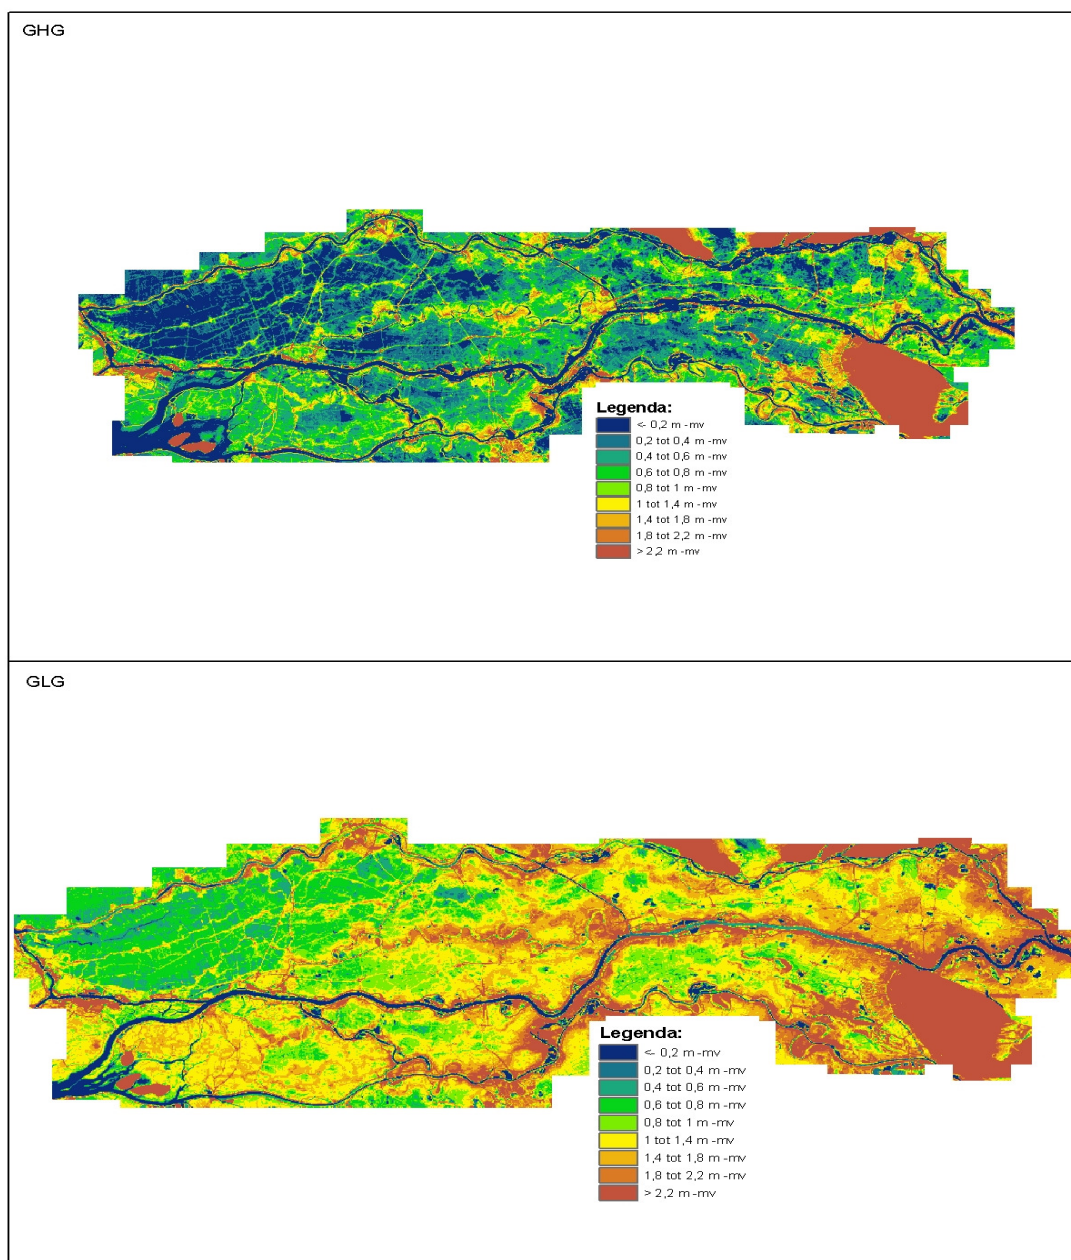 GHG
Legenda:
<- 0,2 m -mv
0,2 tot 0,4 m -mv
0,4 tot 0,6 m -mv
0,6 tot 0,8 m -mv
0,8 tot 1 m -mv
1 tot 1,4 m -mv
1,4 tot 1,8 m -mv
1,8 tot 2,2 m -mv
> 2,2 m -mv
GLG
Legenda:
<- 0,2 m -mv
0,2 tot 0,4 m -mv
0,4 tot 0,6 m -mv
0,6 tot 0,8 m -mv
0,8 tot 1 m -mv
1 tot 1,4 m -mv
1,4 tot 1,8 m -mv
1,8 tot 2,2 m -mv
> 2,2 m -mv